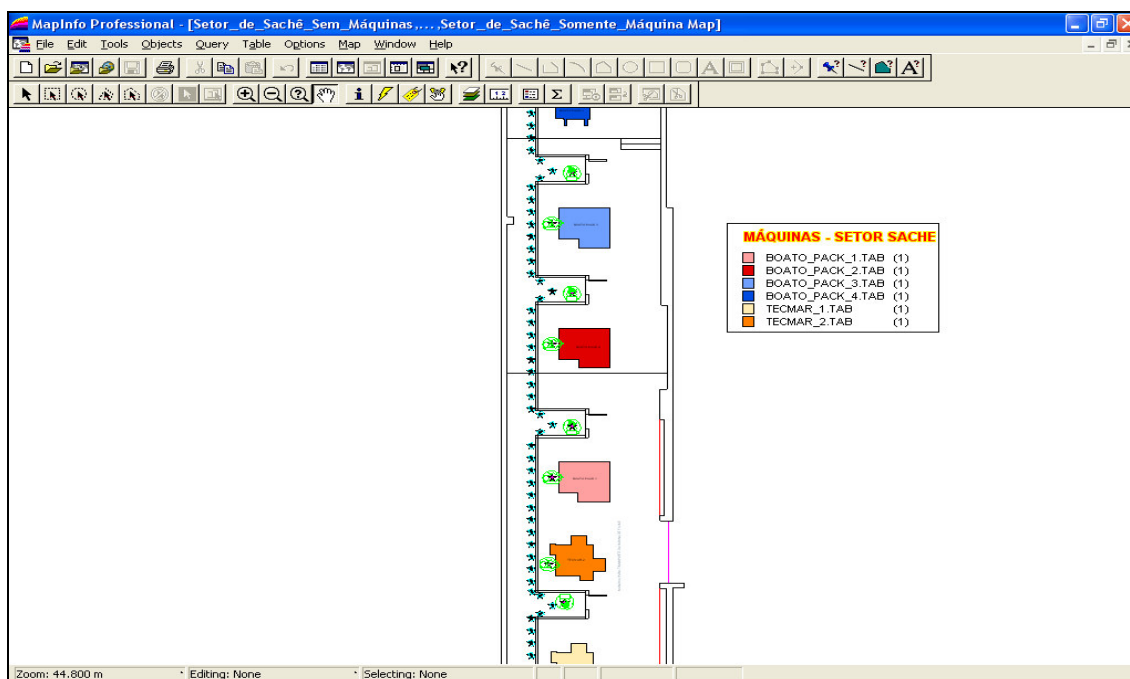 MapInfo Professional - [Setor_de_Sachê_Sem_Máquinas,...,Setor_de_Sachê_Somente_Máquina Map]
File Edit Tools Objects Query Table Options Map Window Help
MÁQUINAS - SETOR SACHE
BOATO_PACK_1.TAB (1)
BOATO_PACK_2.TAB (1)
BOATO_PACK_3.TAB (1)
BOATO_PACK_4.TAB (1)
TECMAR_1.TAB (1)
TECMAR_2.TAB (1)
Zoom: 44.800 m Editing: None Selecting: None